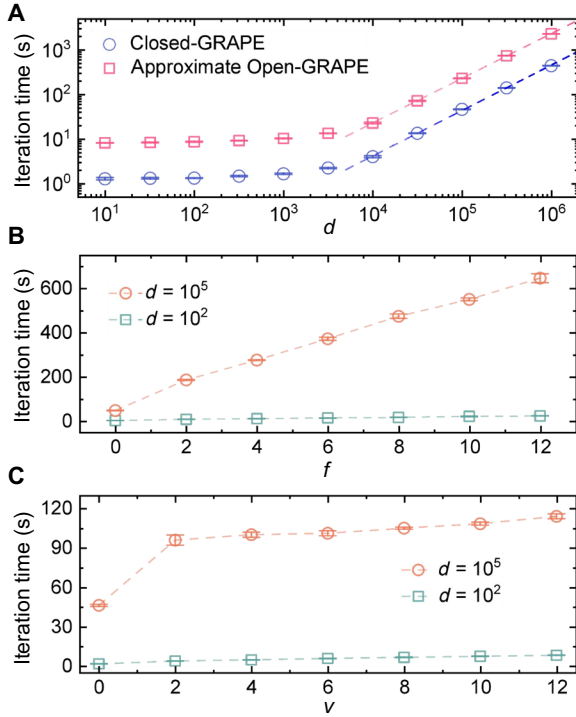 A
Iteration time (s)
10³
10²
10¹
10⁰
Closed-GRAPE
Approximate Open-GRAPE
10¹ 10² 10³ 10⁴ 10⁵ 10⁶
d
B
Iteration time (s)
600
400
200
0
d = 10⁵
d = 10²
0 2 4 6 8 10 12
f
C
Iteration time (s)
120
90
60
30
0
d = 10⁵
d = 10²
0 2 4 6 8 10 12
v